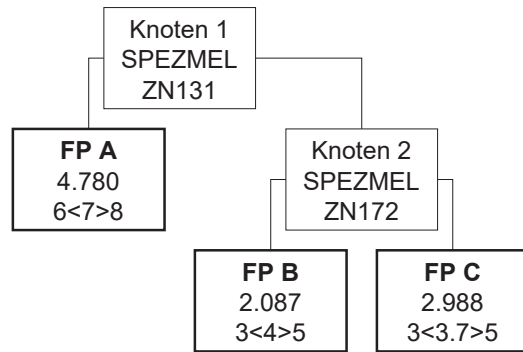 Knoten 1
SPEZMEL
ZN131
FP A
4.780
6<7>8
Knoten 2
SPEZMEL
ZN172
FP B
2.087
3<4>5
FP C
2.988
3<3.7>5